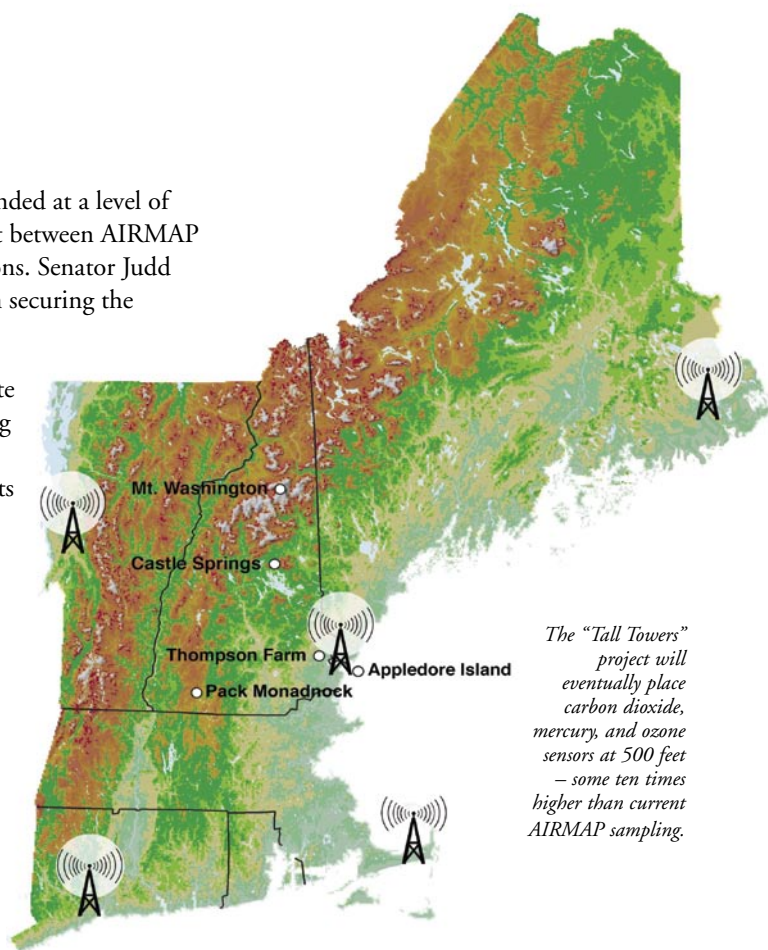 nded at a level of
t between AIRMAP
ons. Senator Judd
n securing the
te
g
ts
Mt. Washington
Castle Springs
Thompson Farm
Appledore Island
Pack Monadnock
The “Tall Towers”
project will
eventually place
carbon dioxide,
mercury, and ozone
sensors at 500 feet
– some ten times
higher than current
AIRMAP sampling.